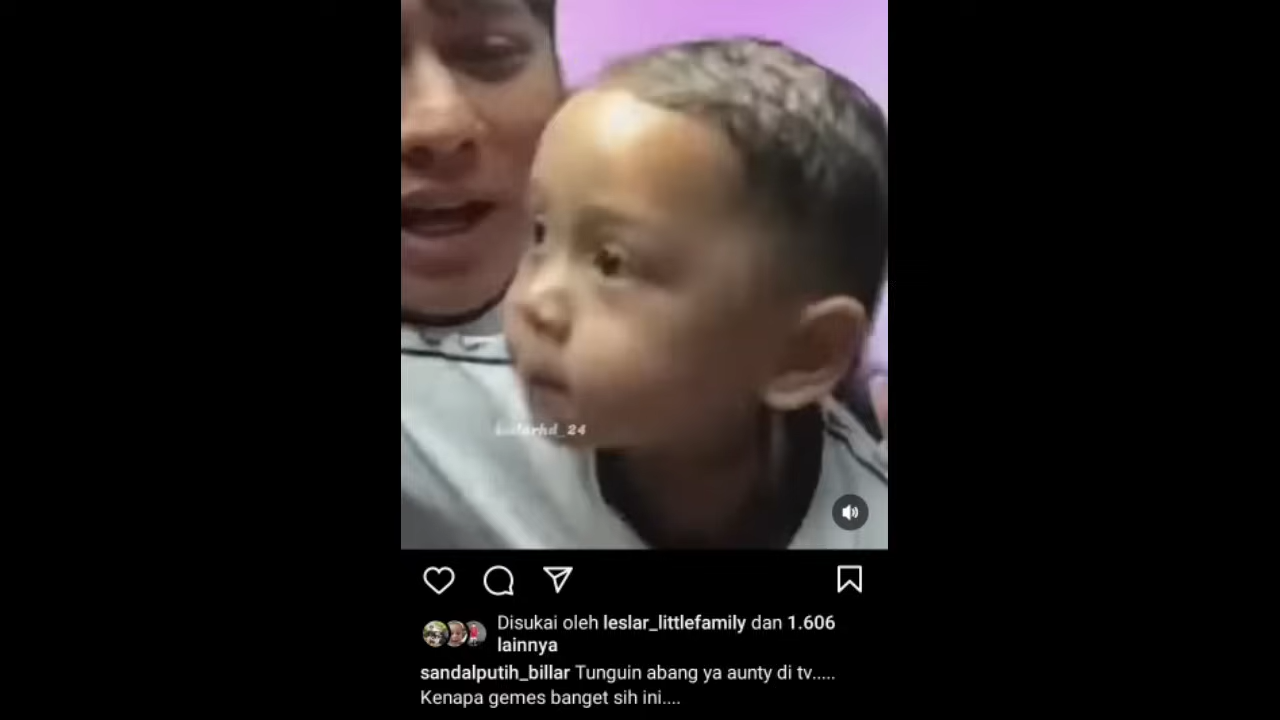 Disukai oleh leslar_littlefamily dan 1.606
lainnya
sandalputih_billar Tunguin abang ya aunty di tv.....
Kenapa gemes banget sih ini....